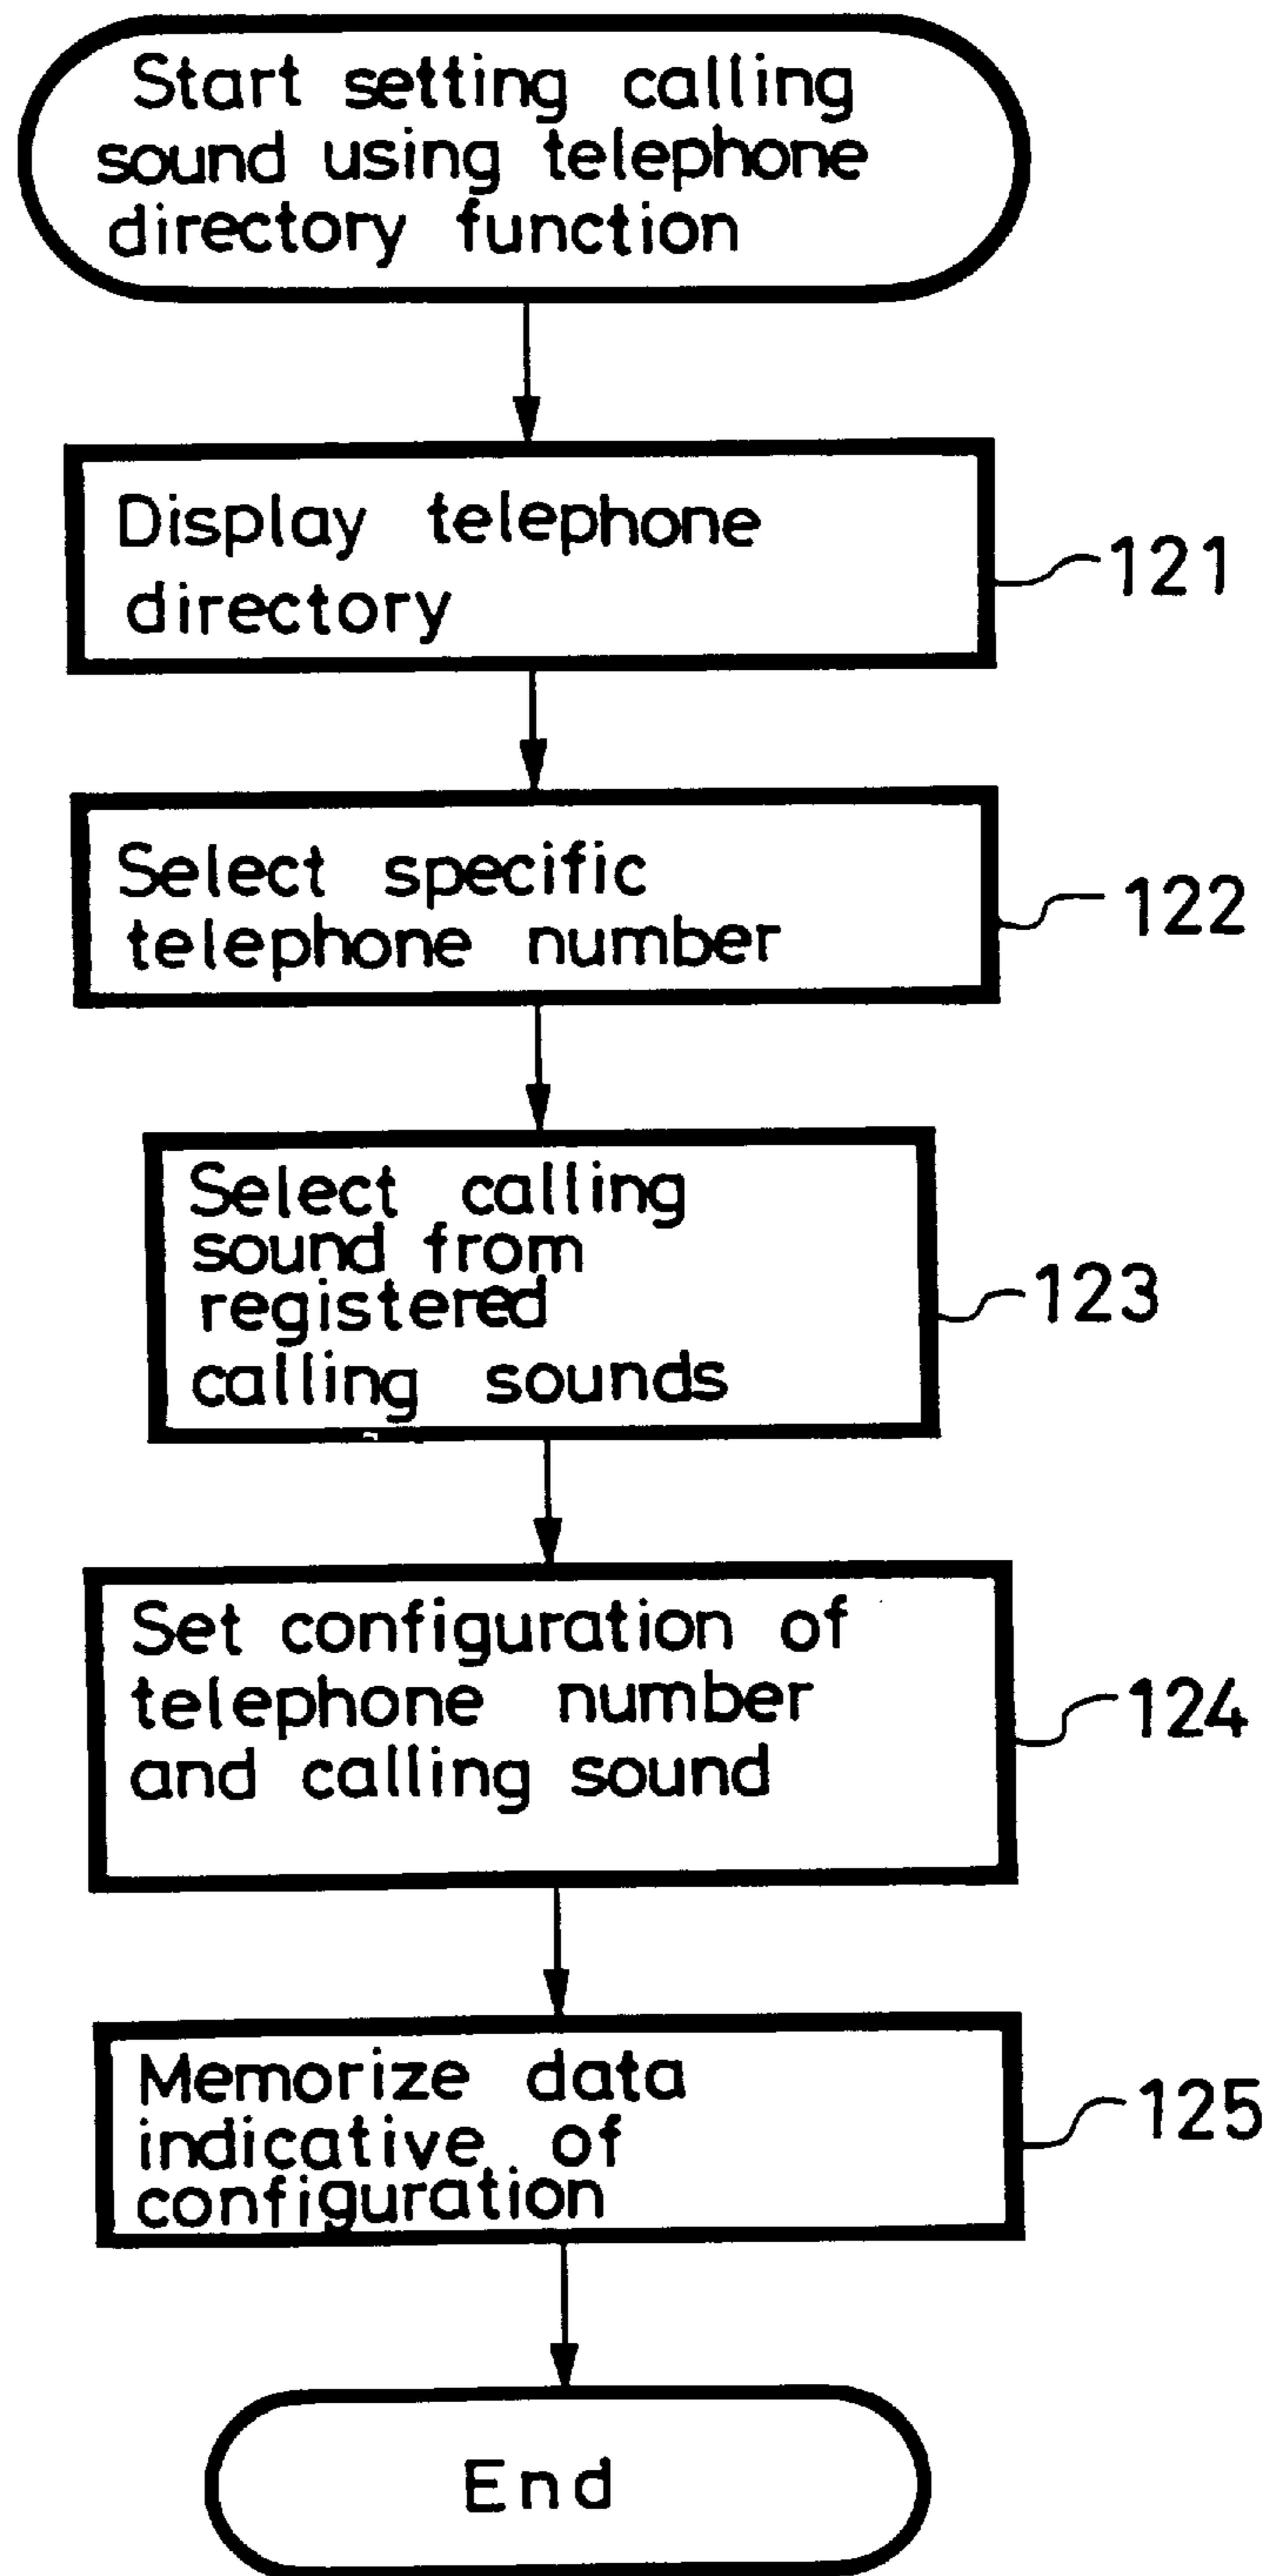 Start setting calling
sound using telephone
directory function
Display telephone
directory
121
Select specific
telephone number
122
Select calling
sound from
registered
calling sounds
123
Set configuration of
telephone number
and calling sound
124
Memorize data
indicative of
configuration
125
End